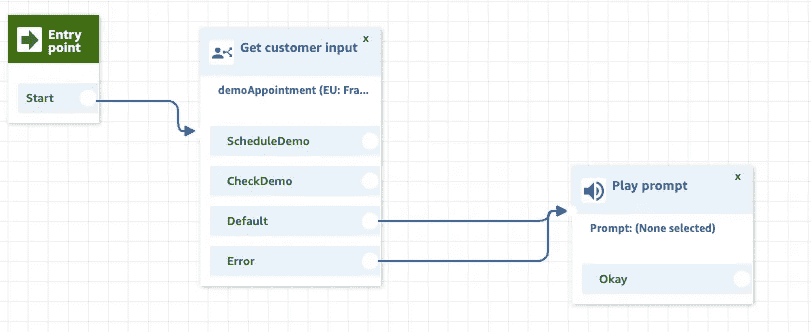 Entry
point
Start
x
Get customer input
demoAppointment (EU: Fra...
ScheduleDemo
CheckDemo
Default
Error
x
Play prompt
Prompt: (None selected)
Okay